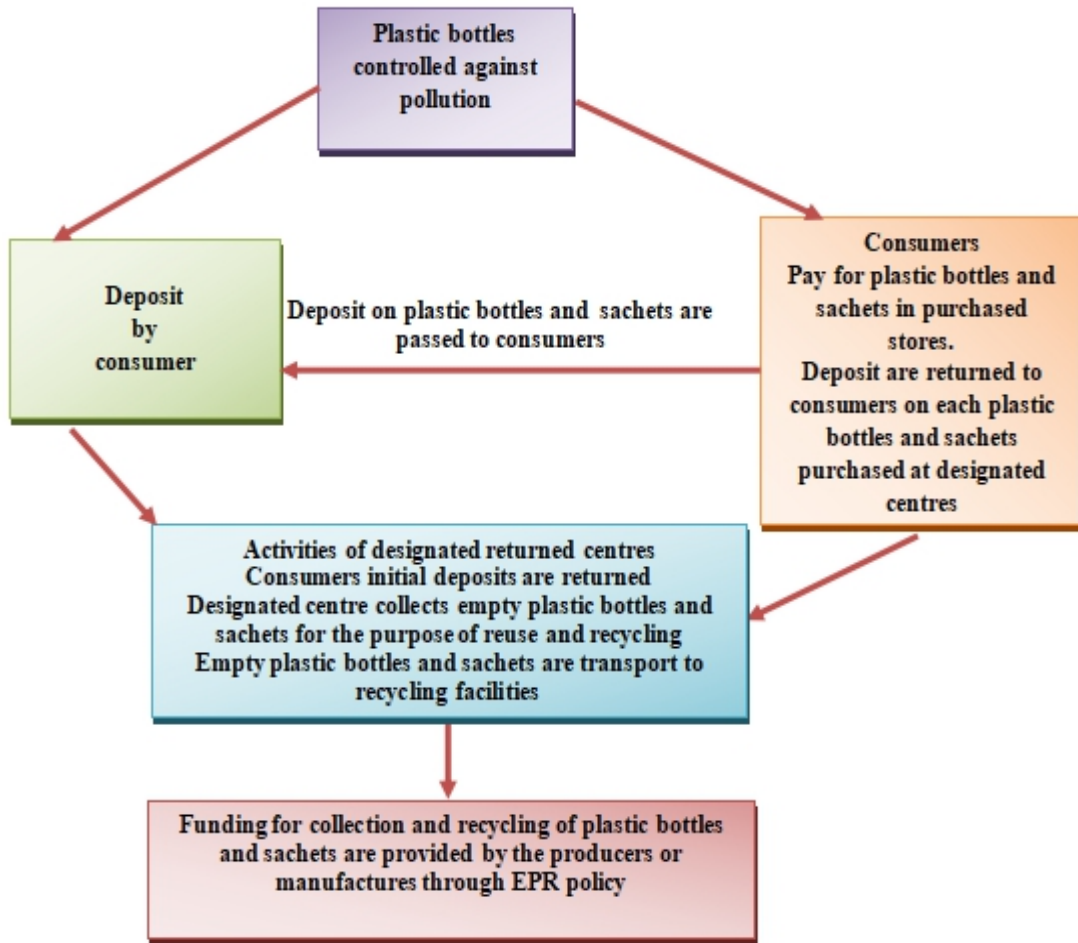 Plastic bottles
controlled against
pollution
Deposit
by
consumer
Deposit on plastic bottles and sachets are
passed to consumers
Consumers
Pay for plastic bottles and
sachets in purchased
stores.
Deposit are returned to
consumers on each plastic
bottles and sachets
purchased at designated
centres
Activities of designated returned centres
Consumers initial deposits are returned
Designated centre collects empty plastic bottles and
sachets for the purpose of reuse and recycling
Empty plastic bottles and sachets are transport to
recycling facilities
Funding for collection and recycling of plastic bottles
and sachets are provided by the producers or
manufactures through EPR policy